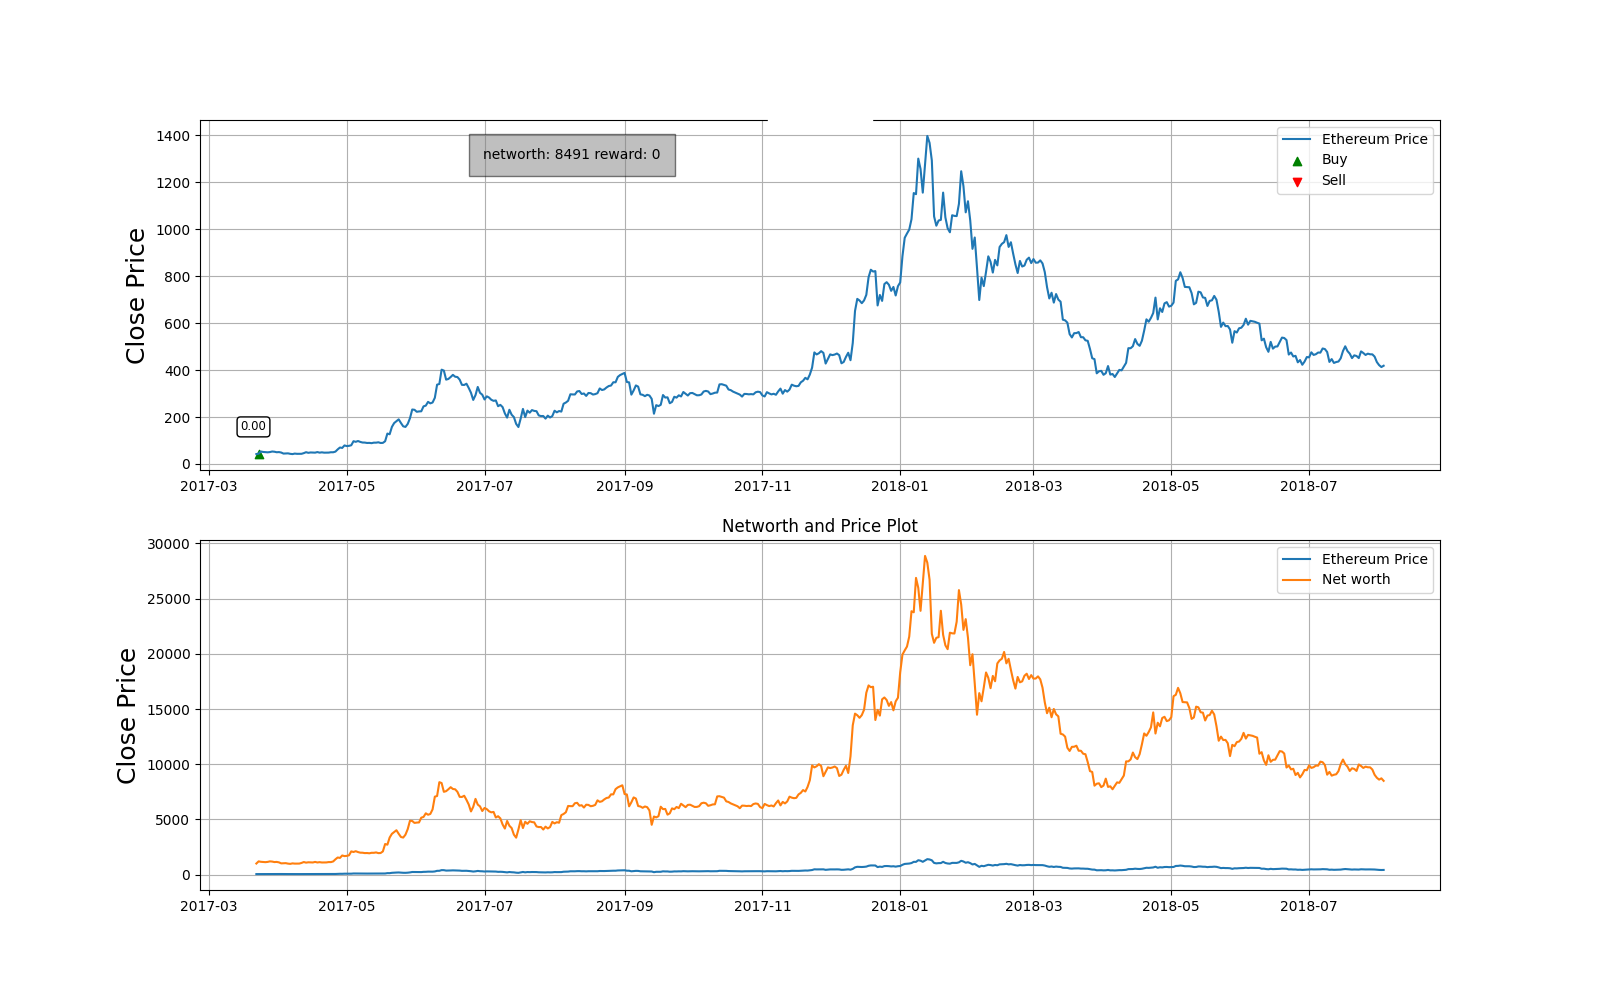 1400
1200
1000
800
600
400
200
0
Close Price
networth: 8491 reward: 0
Ethereum Price
Buy
Sell
0.00
2017-03 2017-05 2017-07 2017-09 2017-11 2018-01 2018-03 2018-05 2018-07
Networth and Price Plot
30000
25000
20000
15000
10000
5000
0
Close Price
Ethereum Price
Net worth
2017-03 2017-05 2017-07 2017-09 2017-11 2018-01 2018-03 2018-05 2018-07